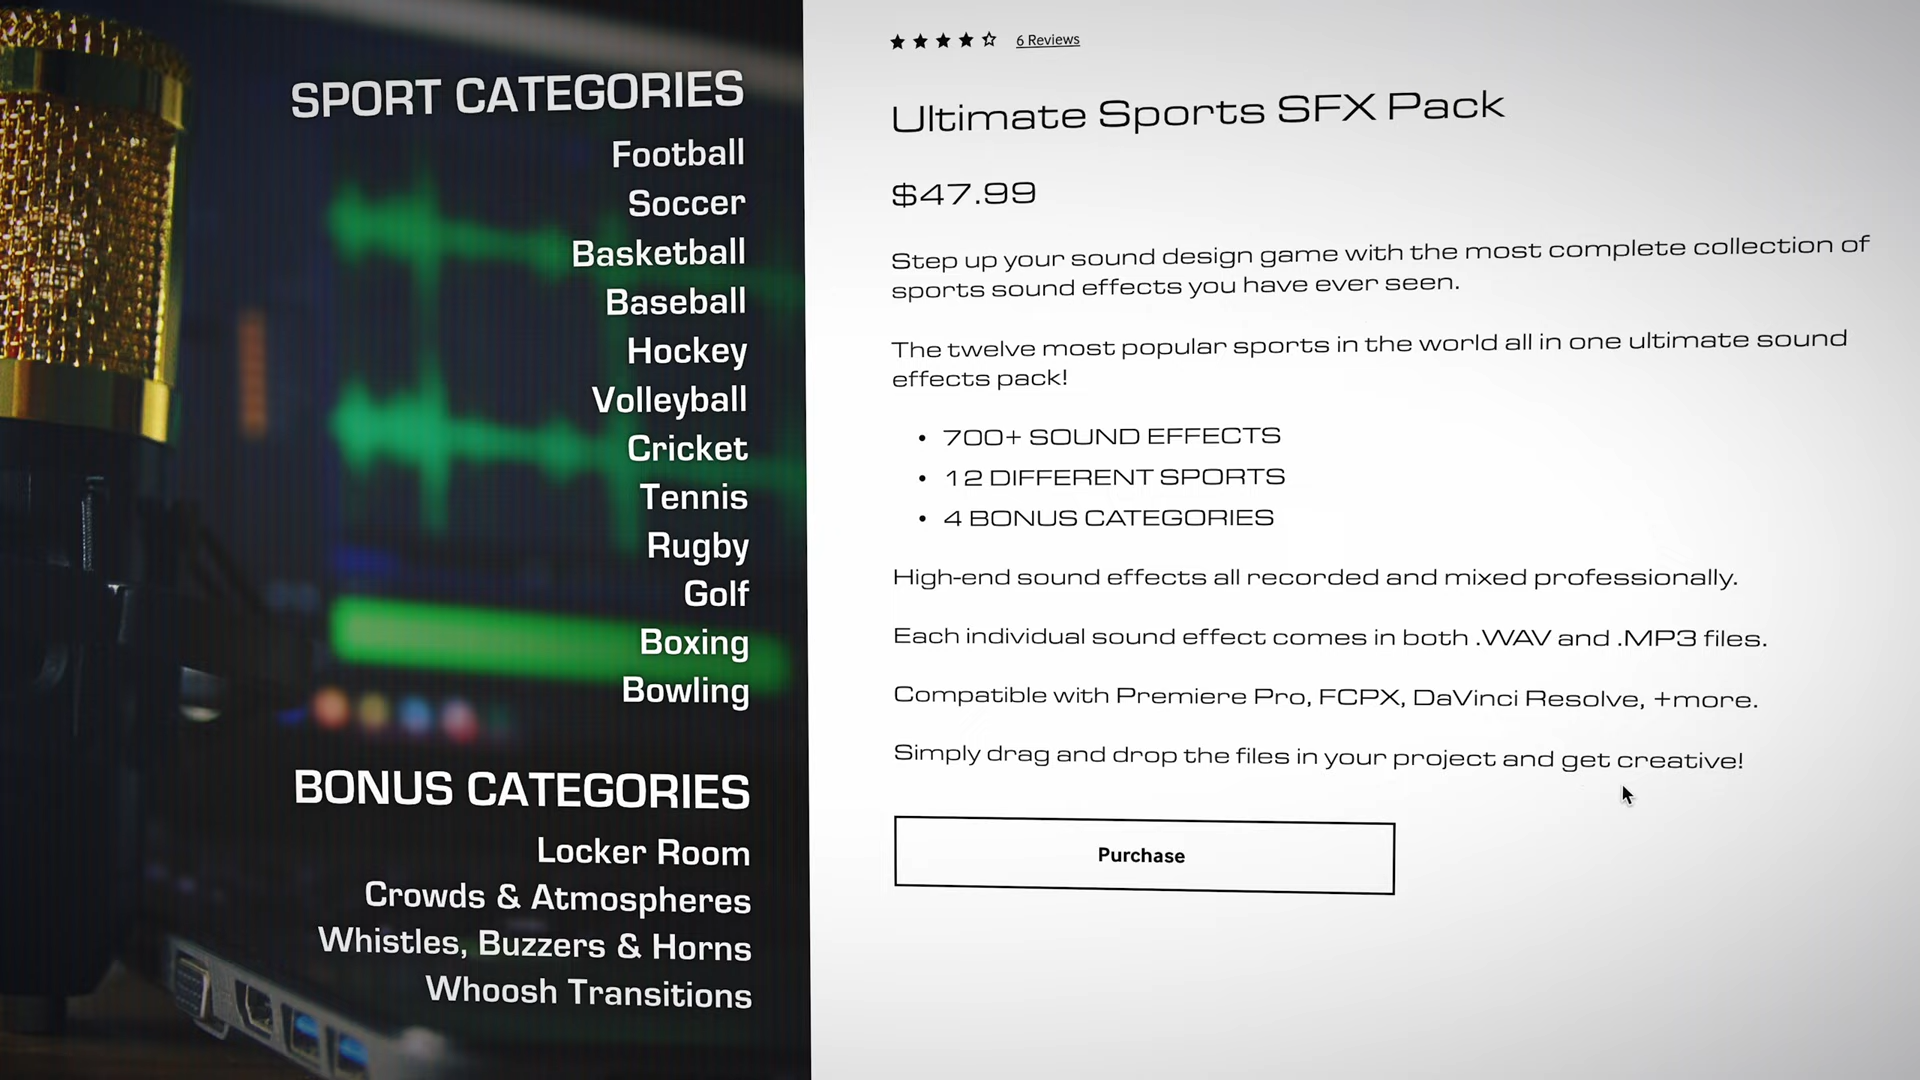 SPORT CATEGORIES
Football
Soccer
Basketball
Baseball
Hockey
Volleyball
Cricket
Tennis
Rugby
Golf
Boxing
Bowling
BONUS CATEGORIES
Locker Room
Crowds & Atmospheres
Whistles, Buzzers & Horns
Whoosh Transitions
6 Reviews
Ultimate Sports SFX Pack
$47.99
Step up your sound design game with the most complete collection of
sports sound effects you have ever seen.
The twelve most popular sports in the world all in one ultimate sound
effects pack!
• 700+ SOUND EFFECTS
• 12 DIFFERENT SPORTS
• 4 BONUS CATEGORIES
High-end sound effects all recorded and mixed professionally.
Each individual sound effect comes in both .WAV and .MP3 files.
Compatible with Premiere Pro, FCPX, DaVinci Resolve, +more.
Simply drag and drop the files in your project and get creative!
Purchase